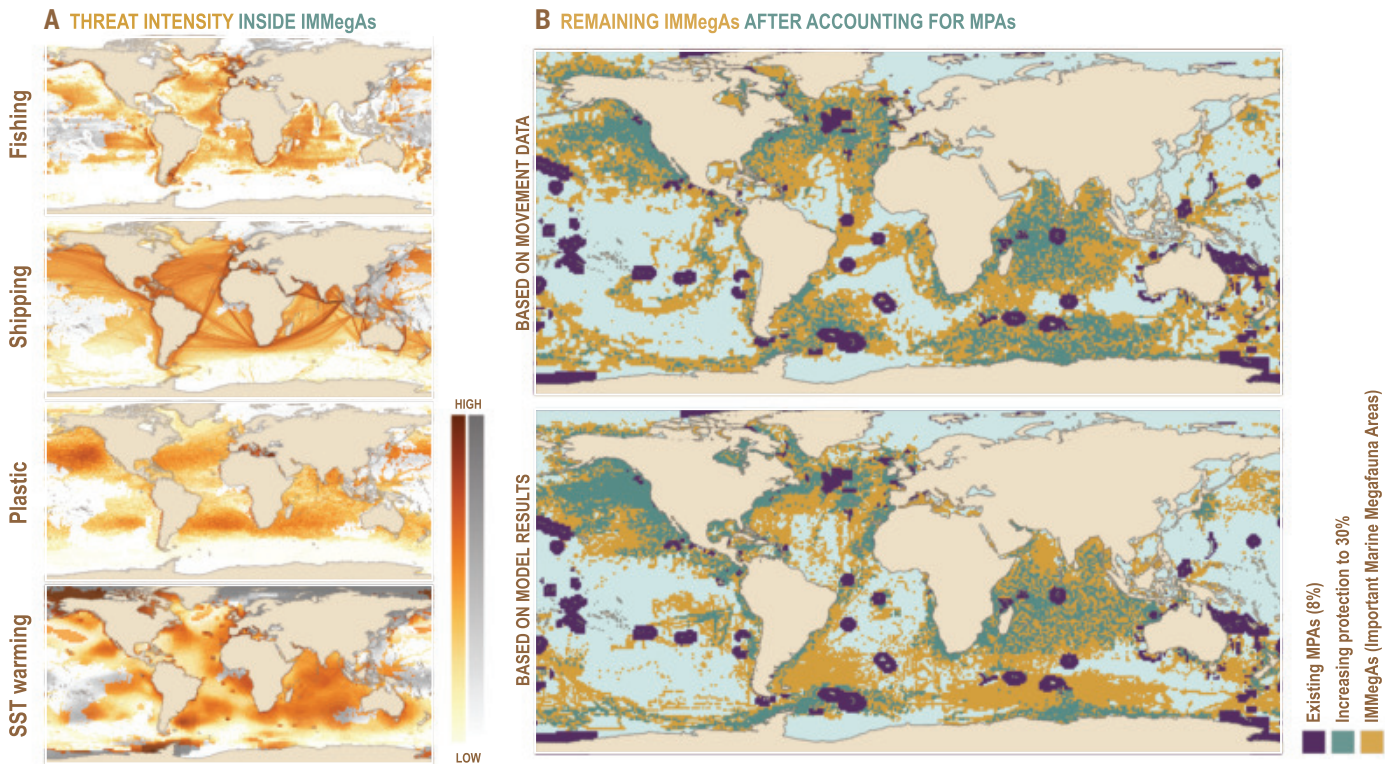 A THREAT INTENSITY INSIDE IMMegAs
Fishing
Shipping
Plastic
SST warming
HIGH
LOW
B REMAINING IMMegAs AFTER ACCOUNTING FOR MPAs
BASED ON MOVEMENT DATA
BASED ON MODEL RESULTS
Existing MPAs (8%)
Increasing protection to 30%
IMMegAs (Important Marine Megafauna Areas)